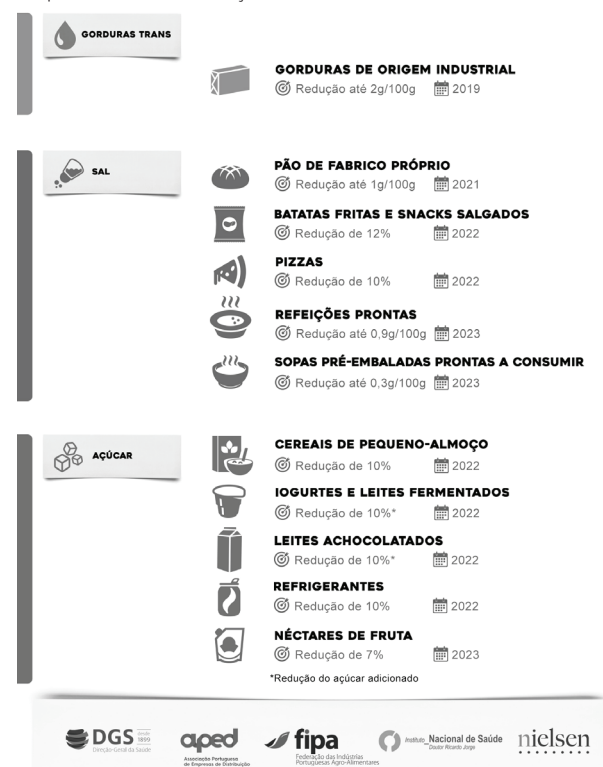 GORDURAS TRANS
GORDURAS DE ORIGEM INDUSTRIAL
Redução até 2g/100g 2019
SAL
PÃO DE FABRICO PRÓPRIO
Redução até 1g/100g 2021
BATATAS FRITAS E SNACKS SALGADOS
Redução de 12% 2022
PIZZAS
Redução de 10% 2022
REFEIÇÕES PRONTAS
Redução até 0,9g/100g 2023
SOPAS PRÉ-EMBALADAS PRONTAS A CONSUMIR
Redução até 0,3g/100g 2023
AÇÚCAR
CEREAIS DE PEQUENO-ALMOÇO
Redução de 10% 2022
IOGURTES E LEITES FERMENTADOS
Redução de 10%* 2022
LEITES ACHOCOLATADOS
Redução de 10%* 2022
REFRIGERANTES
Redução de 10% 2022
NÉCTARES DE FRUTA
Redução de 7% 2023
*Redução do açúcar adicionado
DGS desde 1899
Direção-Geral da Saúde
aped
Associação Portuguesa
de Empresas de Distribuição
fipa
Federação das Indústrias
Portuguesas Agro-Alimentares
Instituto_Nacional de Saúde
Doutor Ricardo Jorge
nielsen